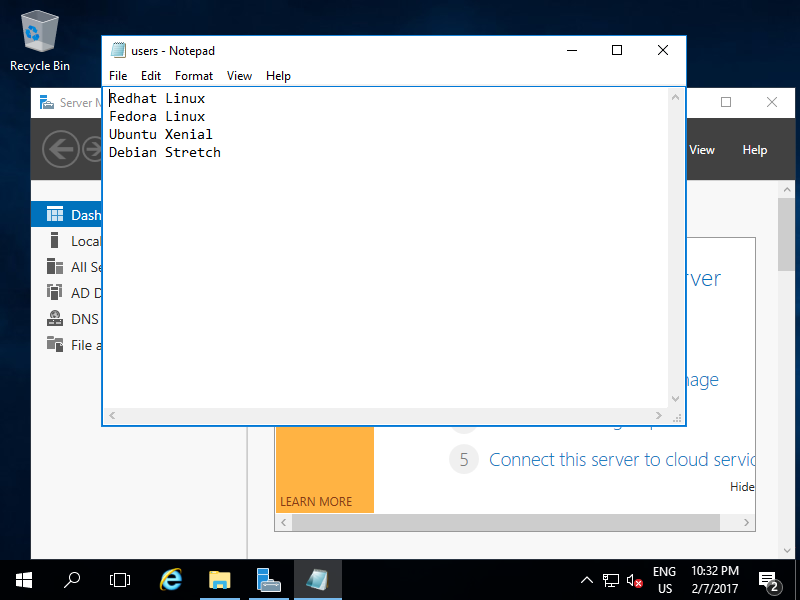 Recycle Bin
users - Notepad
File Edit Format View Help
Redhat Linux
Fedora Linux
Ubuntu Xenial
Debian Stretch
Server
View Help
Dash
Local
All Se
AD D
DNS
File a
rver
nage
5 Connect this server to cloud servic
LEARN MORE
Hide
ENG
US
10:32 PM
2/7/2017
2